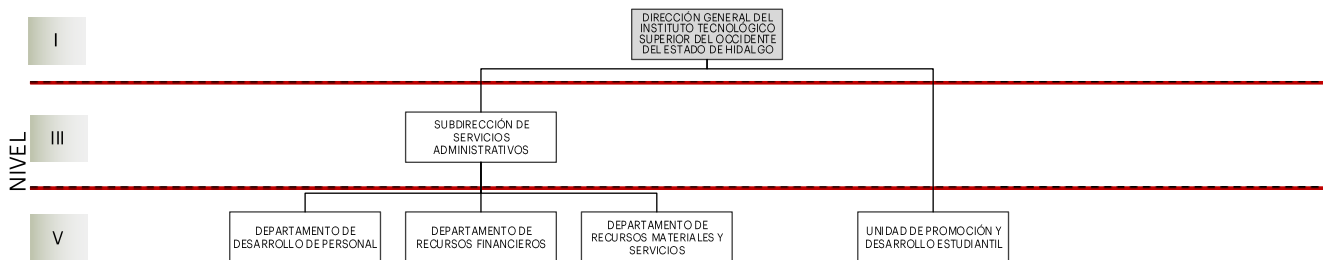 DIRECCIÓN GENERAL DEL
INSTITUTO TECNOLÓGICO
SUPERIOR DEL OCCIDENTE
DEL ESTADO DE HIDALGO
I
NIVEL
III
SUBDIRECCIÓN DE
SERVICIOS
ADMINISTRATIVOS
V
DEPARTAMENTO DE
DESARROLLO DE PERSONAL
DEPARTAMENTO DE
RECURSOS FINANCIEROS
DEPARTAMENTO DE
RECURSOS MATERIALES Y
SERVICIOS
UNIDAD DE PROMOCIÓN Y
DESARROLLO ESTUDIANTIL